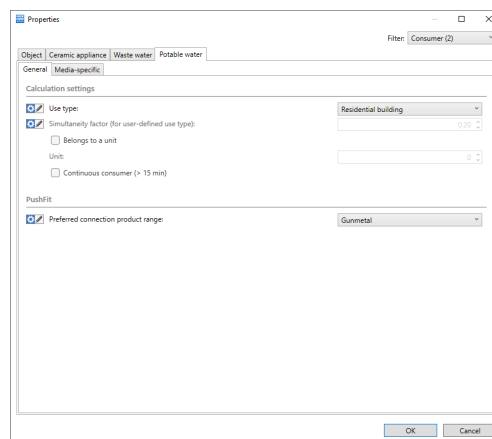 Properties
Filter: Consumer (2)
Object Ceramic appliance Waste water Potable water
General Media-specific
Calculation settings
Use type: Residential building
Simultaneity factor (for user-defined use type): 0.20
Belongs to a unit
Unit: 0
Continuous consumer (> 15 min)
PushFit
Preferred connection product range: Gunmetal
OK Cancel